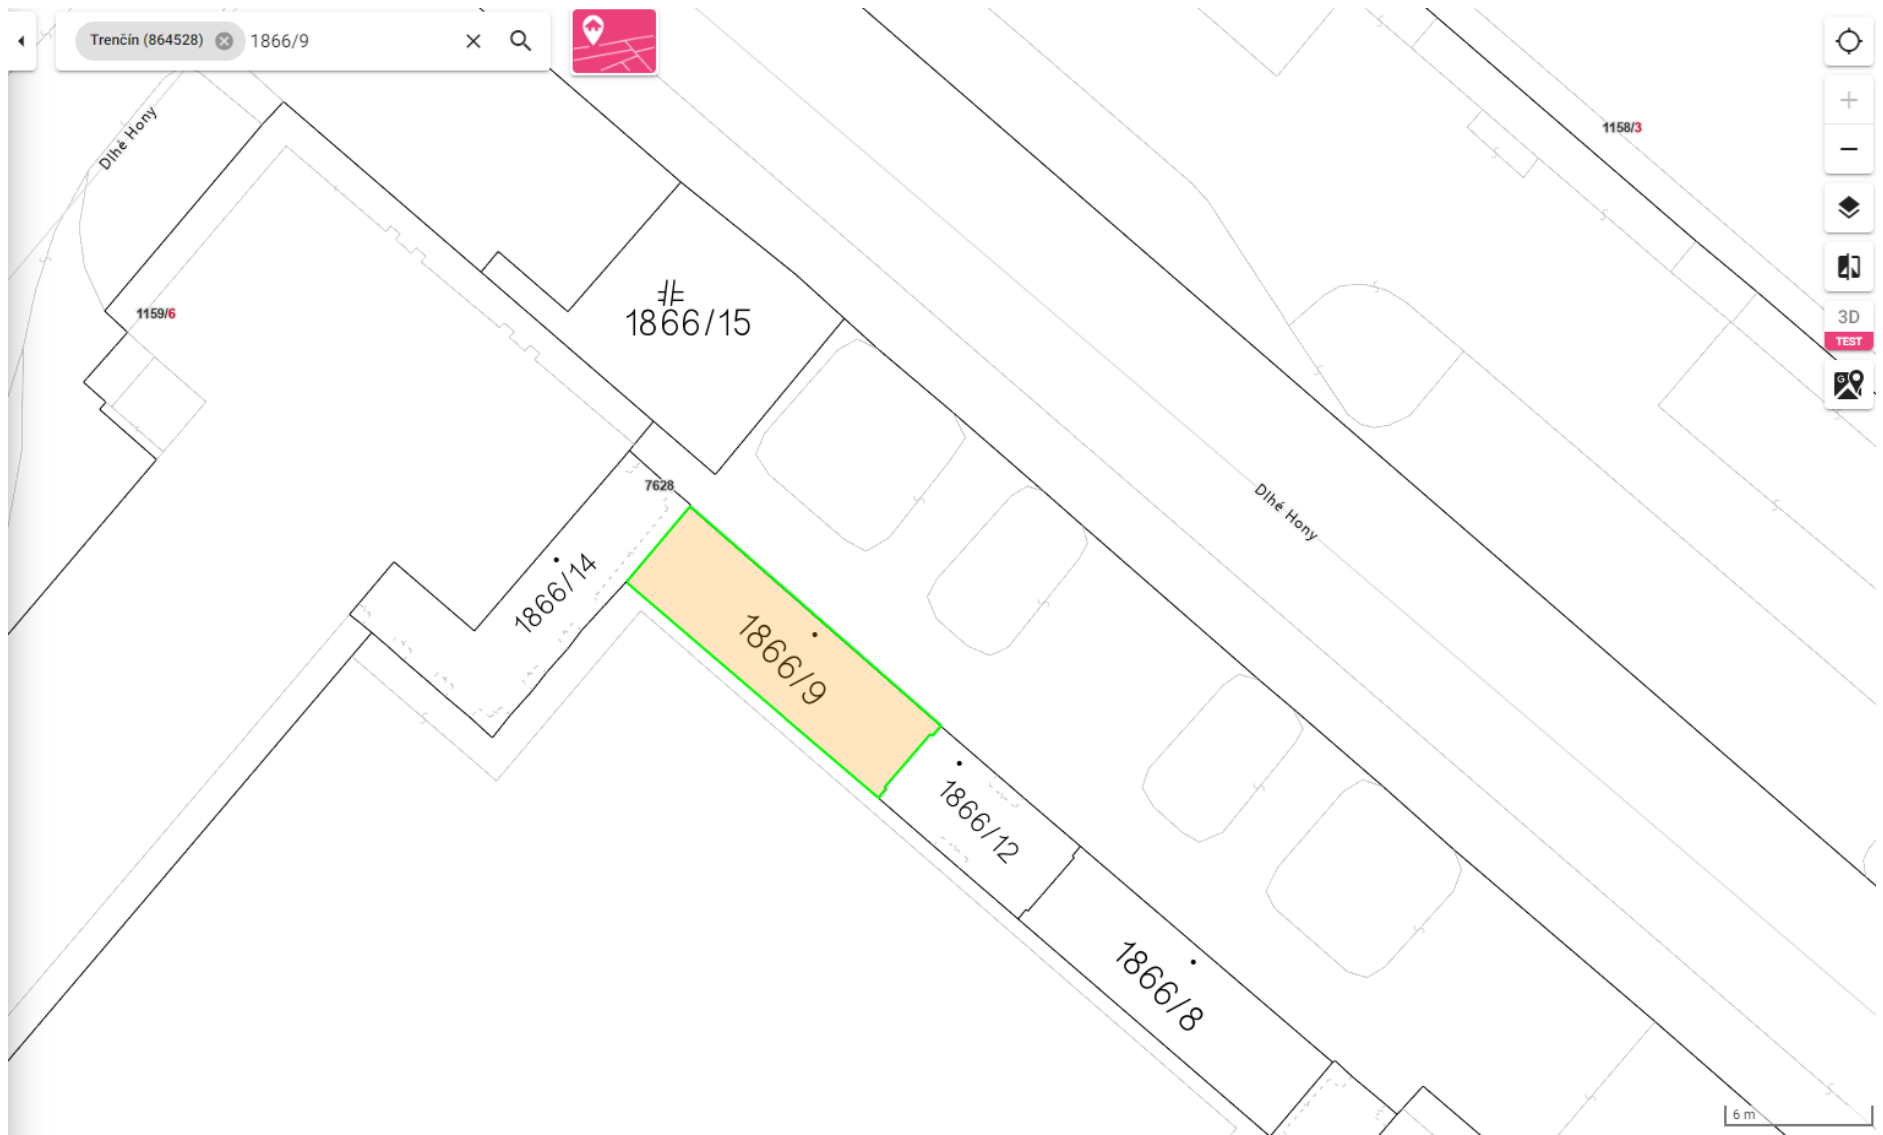 Trenčín (864528) 1866/9
Dlhé Hony
1158/3
1159/6
1866/15
7628
Dlhé Hony
1866/14
1866/9
1866/12
1866/8
3D
TEST
G
6 m